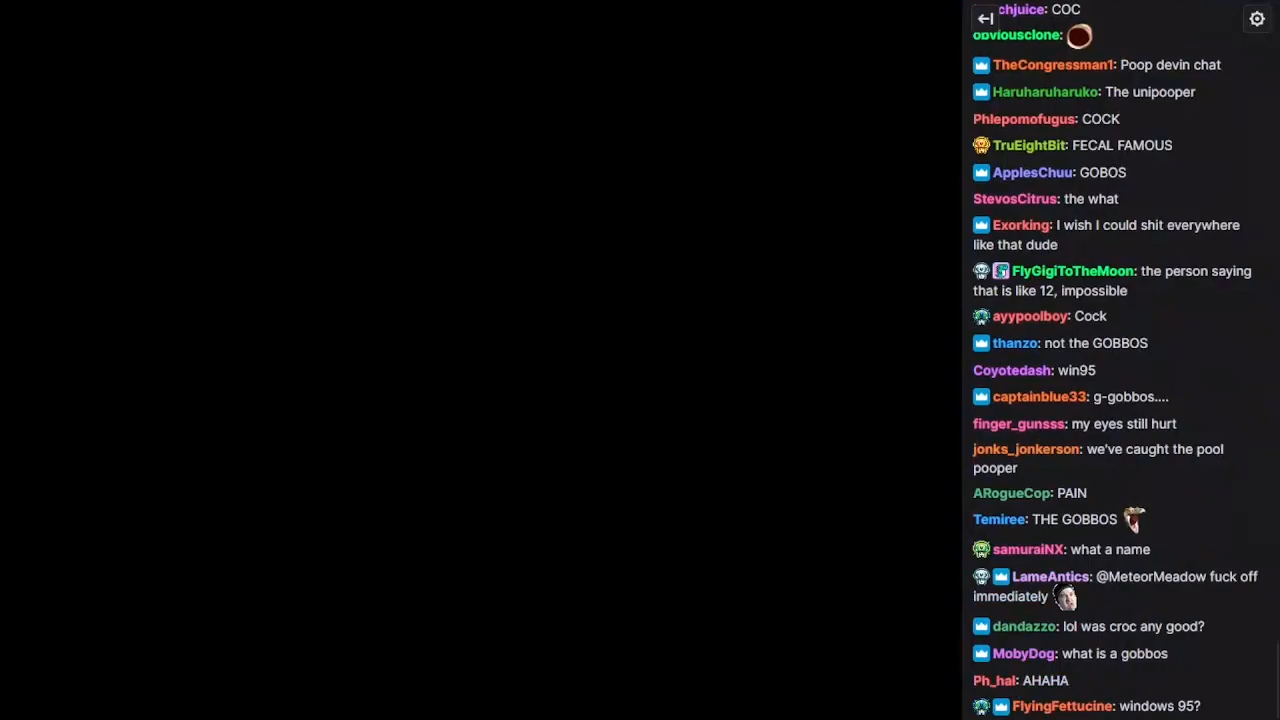 chjuice: COC
obviousclone:
TheCongressman1: Poop devin chat
Haruharuharuko: The unipooper
Phlepomofugus: COCK
TruEightBit: FECAL FAMOUS
ApplesChuu: GOBOS
StevosCitrus: the what
Exorking: I wish I could shit everywhere
like that dude
FlyGigiToTheMoon: the person saying
that is like 12, impossible
ayypoolboy: Cock
thanzo: not the GOBBOS
Coyotedash: win95
captainblue33: g-gobbos....
finger_gunsss: my eyes still hurt
jonks_jonkerson: we've caught the pool
pooper
ARogueCop: PAIN
Temiree: THE GOBBOS
samuraiNX: what a name
LameAntics: @MeteorMeadow fuck off
immediately
dandazzo: lol was croc any good?
MobyDog: what is a gobbos
Ph_hal: AHAHA
FlyingFettucine: windows 95?